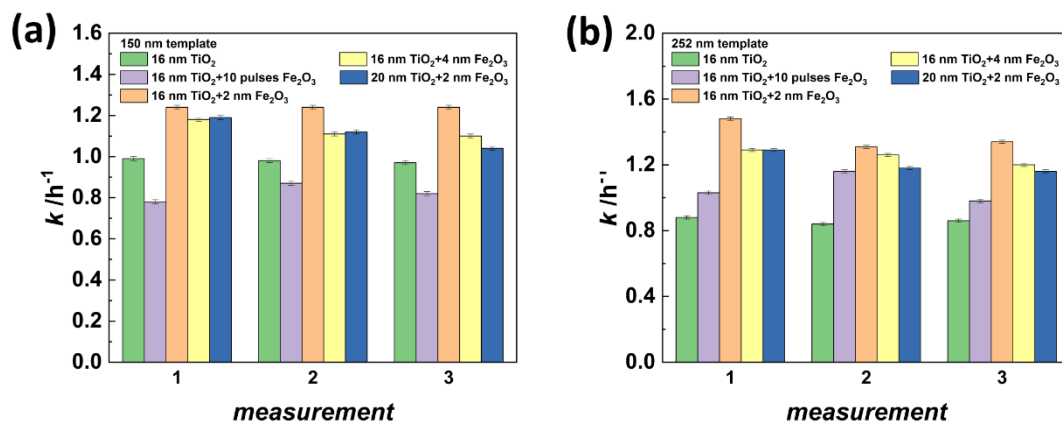 (a)
1.6
1.4
1.2
1.0
0.8
0.6
0.4
0.2
0.0
k /h⁻¹
150 nm template
16 nm TiO₂
16 nm TiO₂+10 pulses Fe₂O₃
16 nm TiO₂+2 nm Fe₂O₃
16 nm TiO₂+4 nm Fe₂O₃
20 nm TiO₂+2 nm Fe₂O₃
1 2 3
measurement
(b)
2.0
1.6
1.2
0.8
0.4
0.0
k /h⁻¹
252 nm template
16 nm TiO₂
16 nm TiO₂+10 pulses Fe₂O₃
16 nm TiO₂+2 nm Fe₂O₃
16 nm TiO₂+4 nm Fe₂O₃
20 nm TiO₂+2 nm Fe₂O₃
1 2 3
measurement